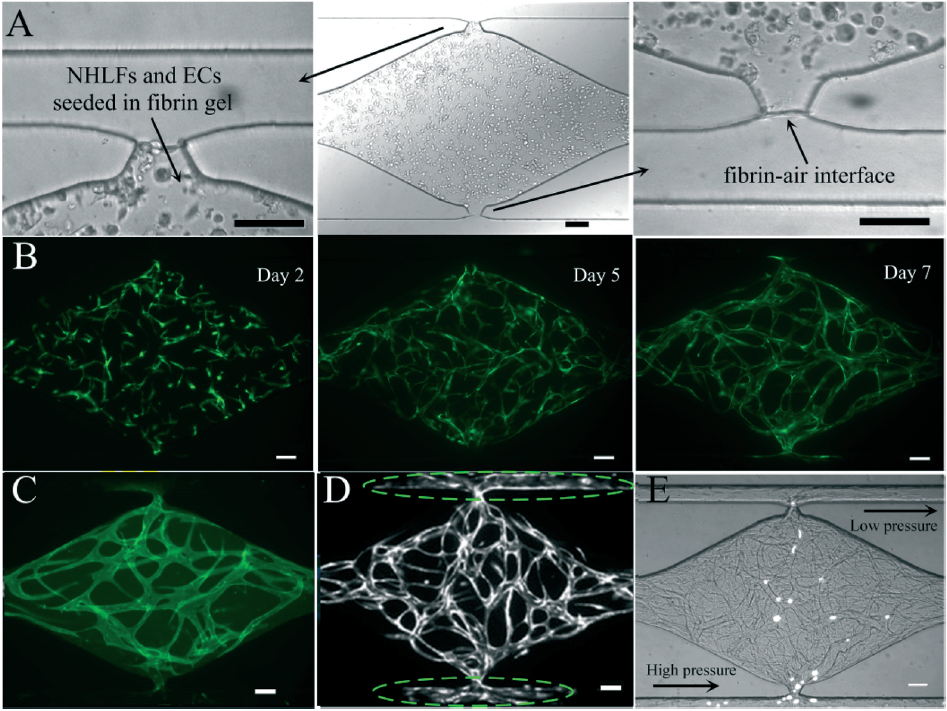 A
NHLFs and ECs
seeded in fibrin gel
fibrin-air interface
B
Day 2
Day 5
Day 7
C
D
E
Low pressure
High pressure